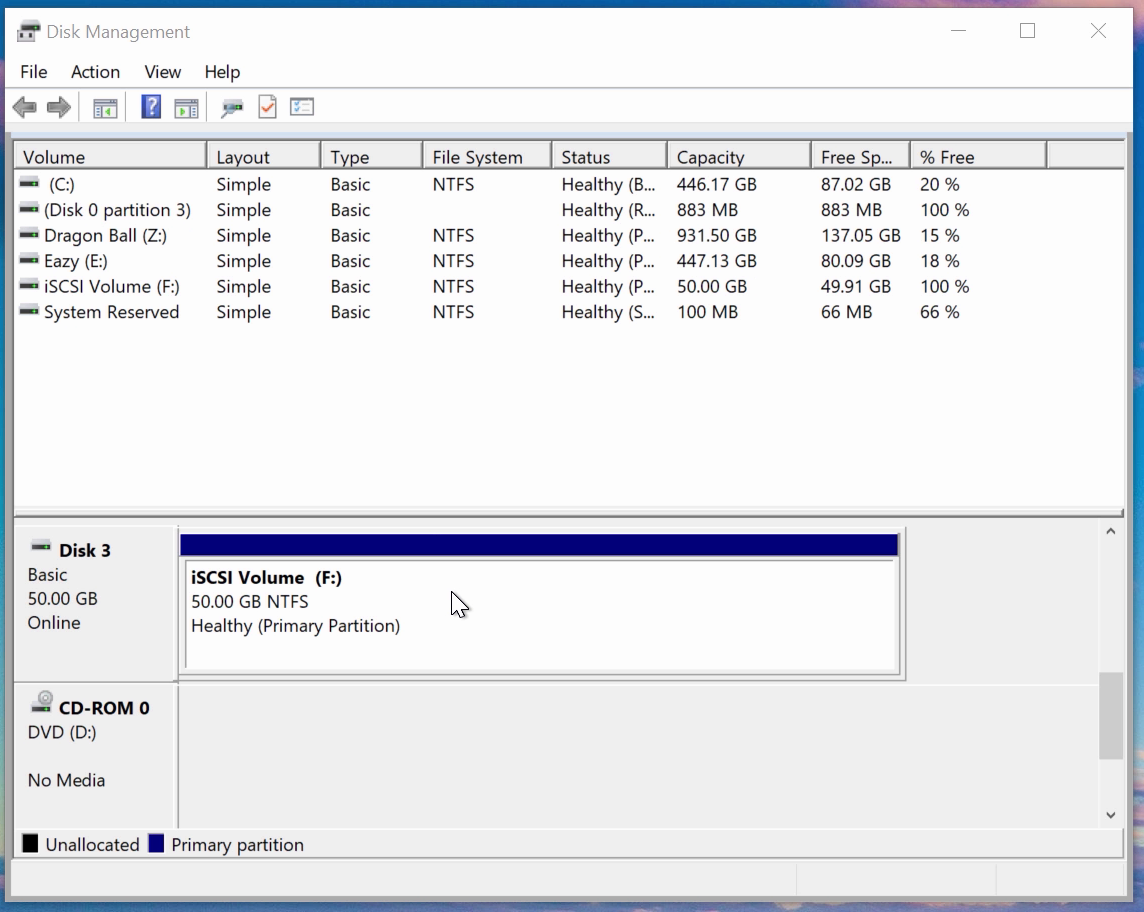 Disk Management
File Action View Help
Volume Layout Type File System Status Capacity Free Sp... % Free
(C:) Simple Basic NTFS Healthy (B... 446.17 GB 87.02 GB 20 %
(Disk 0 partition 3) Simple Basic Healthy (R... 883 MB 883 MB 100 %
Dragon Ball (Z:) Simple Basic NTFS Healthy (P... 931.50 GB 137.05 GB 15 %
Eazy (E:) Simple Basic NTFS Healthy (P... 447.13 GB 80.09 GB 18 %
iSCSI Volume (F:) Simple Basic NTFS Healthy (P... 50.00 GB 49.91 GB 100 %
System Reserved Simple Basic NTFS Healthy (S... 100 MB 66 MB 66 %
Disk 3
Basic
50.00 GB
Online
iSCSI Volume (F:)
50.00 GB NTFS
Healthy (Primary Partition)
CD-ROM 0
DVD (D:)
No Media
Unallocated Primary partition